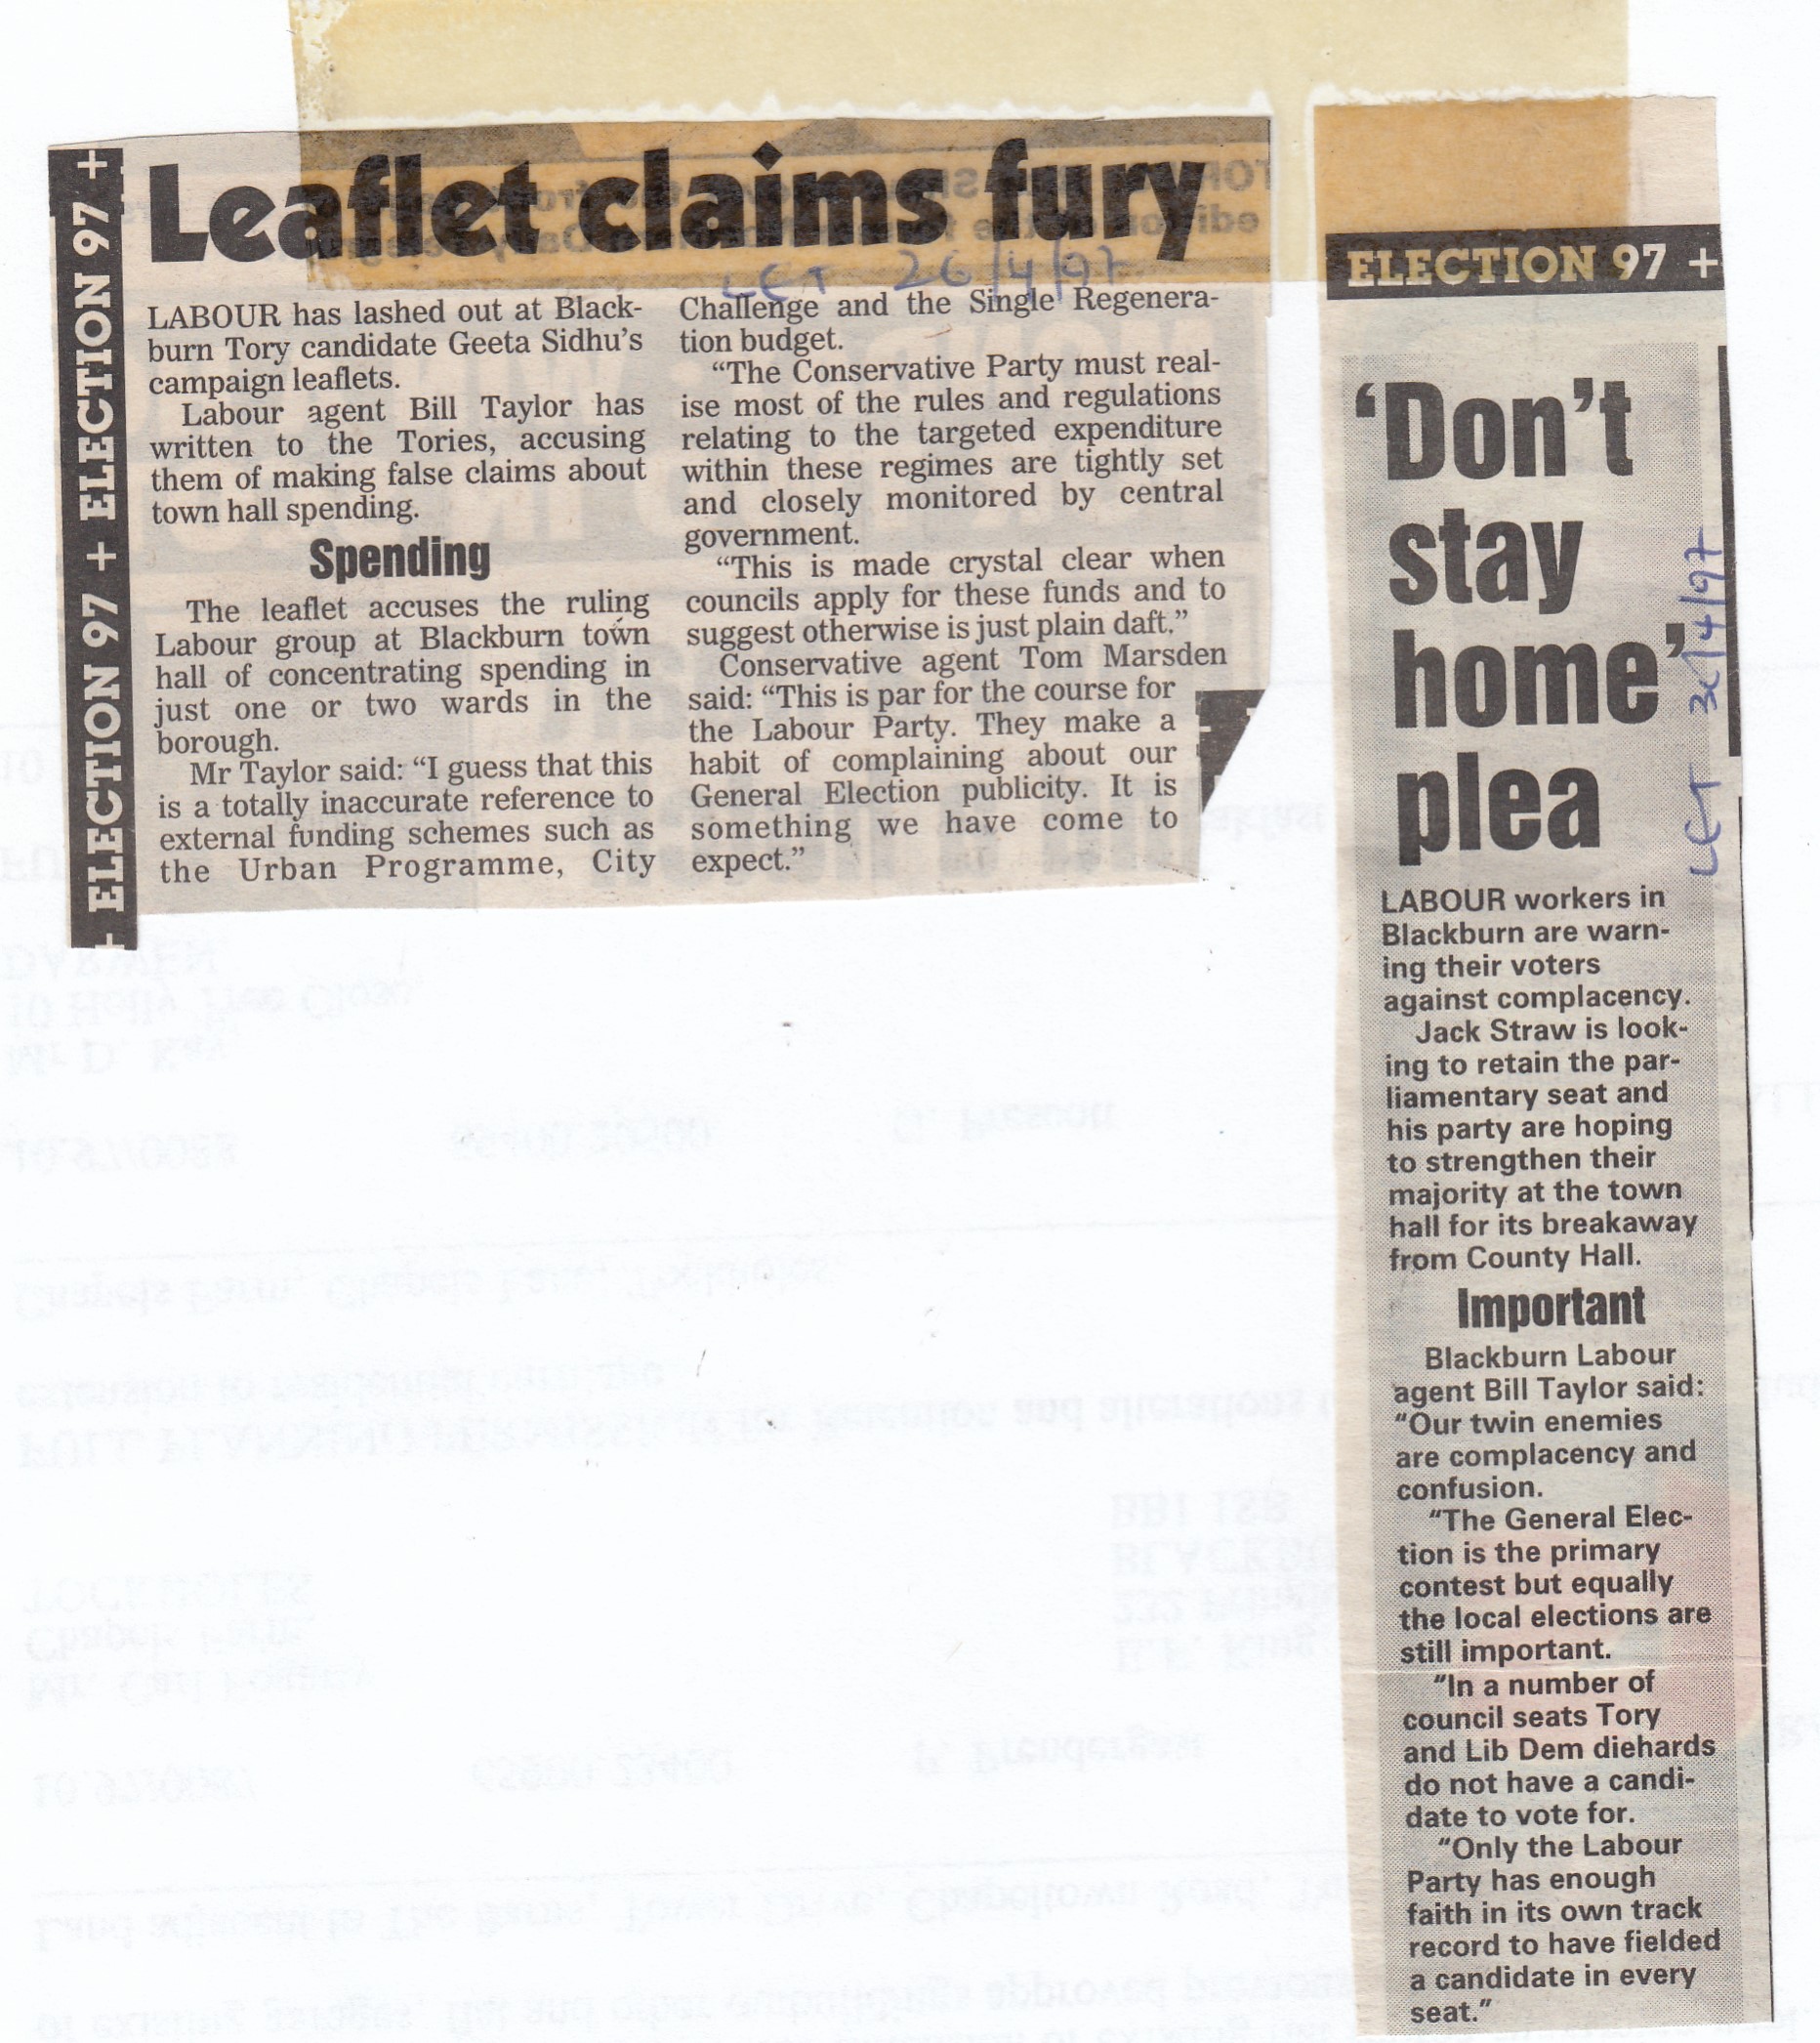 ELECTION 97 + ELECTION 97 +
Leaflet claims fury
LET 26/4/97
LABOUR has lashed out at Black-
burn Tory candidate Geeta Sidhu's
campaign leaflets.
Labour agent Bill Taylor has
written to the Tories, accusing
them of making false claims about
town hall spending.
Spending
The leaflet accuses the ruling
Labour group at Blackburn town
hall of concentrating spending in
just one or two wards in the
borough.
Mr Taylor said: “I guess that this
is a totally inaccurate reference to
external funding schemes such as
the Urban Programme, City
Challenge and the Single Regenera-
tion budget.
“The Conservative Party must real-
ise most of the rules and regulations
relating to the targeted expenditure
within these regimes are tightly set
and closely monitored by central
government.
“This is made crystal clear when
councils apply for these funds and to
suggest otherwise is just plain daft.”
Conservative agent Tom Marsden
said: “This is par for the course for
the Labour Party. They make a
habit of complaining about our
General Election publicity. It is
something we have come to
expect.”
ELECTION 97 +
‘Don’t
stay
home’
plea
LET 30/4/97
LABOUR workers in
Blackburn are warn-
ing their voters
against complacency.
Jack Straw is look-
ing to retain the par-
liamentary seat and
his party are hoping
to strengthen their
majority at the town
hall for its breakaway
from County Hall.
Important
Blackburn Labour
agent Bill Taylor said:
“Our twin enemies
are complacency and
confusion.
“The General Elec-
tion is the primary
contest but equally
the local elections are
still important.
“In a number of
council seats Tory
and Lib Dem diehards
do not have a candi-
date to vote for.
“Only the Labour
Party has enough
faith in its own track
record to have fielded
a candidate in every
seat.”